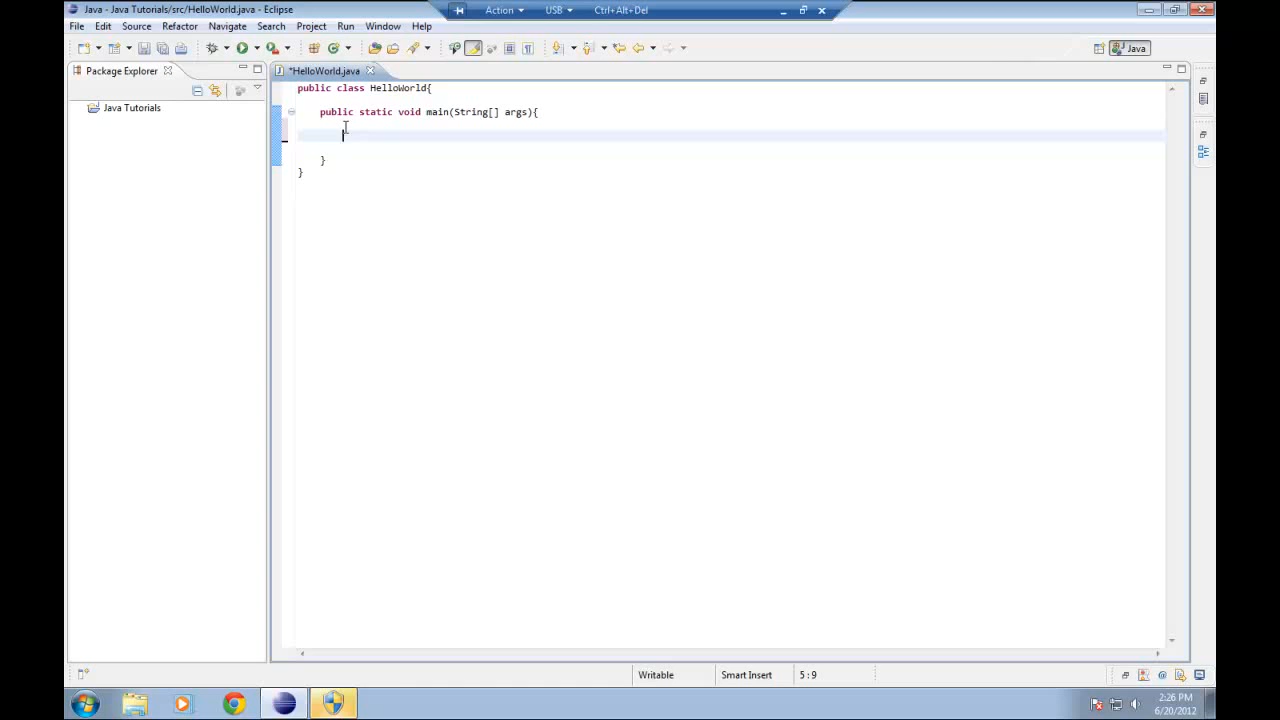 Java - Java Tutorials/src/HelloWorld.java - Eclipse
Action USB Ctrl+Alt+Del
File Edit Source Refactor Navigate Search Project Run Window Help
Java
Package Explorer
*HelloWorld.java
Java Tutorials
public class HelloWorld{
public static void main(String[] args){
}
}
Writable Smart Insert 5:9
2:26 PM
6/20/2012